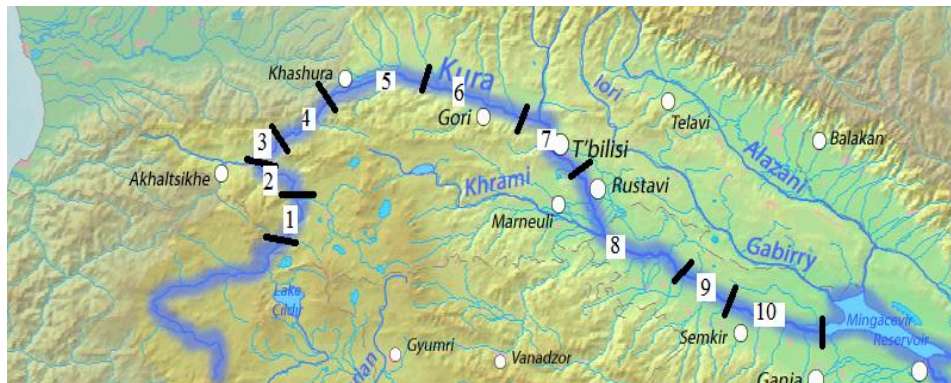 Khashura
5
Kura
6
Iori
Gori
4
3
7
T'bilisi
Telavi
Balakan
Alazani
Akhaltsikhe
2
Khrami
Rustavi
Marneuli
1
8
Gabirry
9
10
Lake
Çıldır
Mingacevir
Reservoir
Semkir
Gyumri
Vanadzor
Ganja